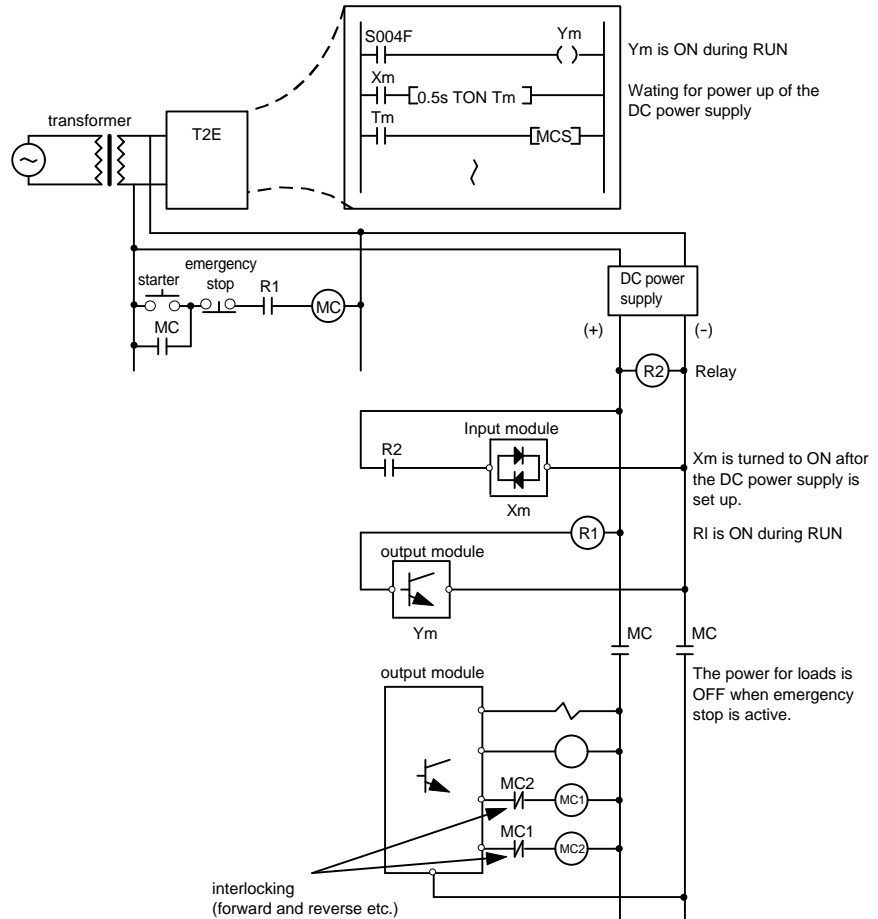 S004F
Ym
Ym is ON during RUN
Xm
0.5s TON Tm
Wating for power up of the
DC power supply
Tm
MCS
transformer
T2E
starter
emergency
stop
R1
MC
MC
DC power
supply
(+)
(-)
R2
Relay
R2
Input module
Xm
Xm is turned to ON aftor
the DC power supply is
set up.
R1
RI is ON during RUN
output module
Ym
MC
MC
The power for loads is
OFF when emergency
stop is active.
output module
MC2
MC1
MC1
MC2
interlocking
(forward and reverse etc.)